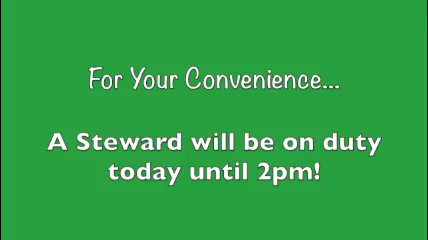 For Your Convenience...
A Steward will be on duty
today until 2pm!